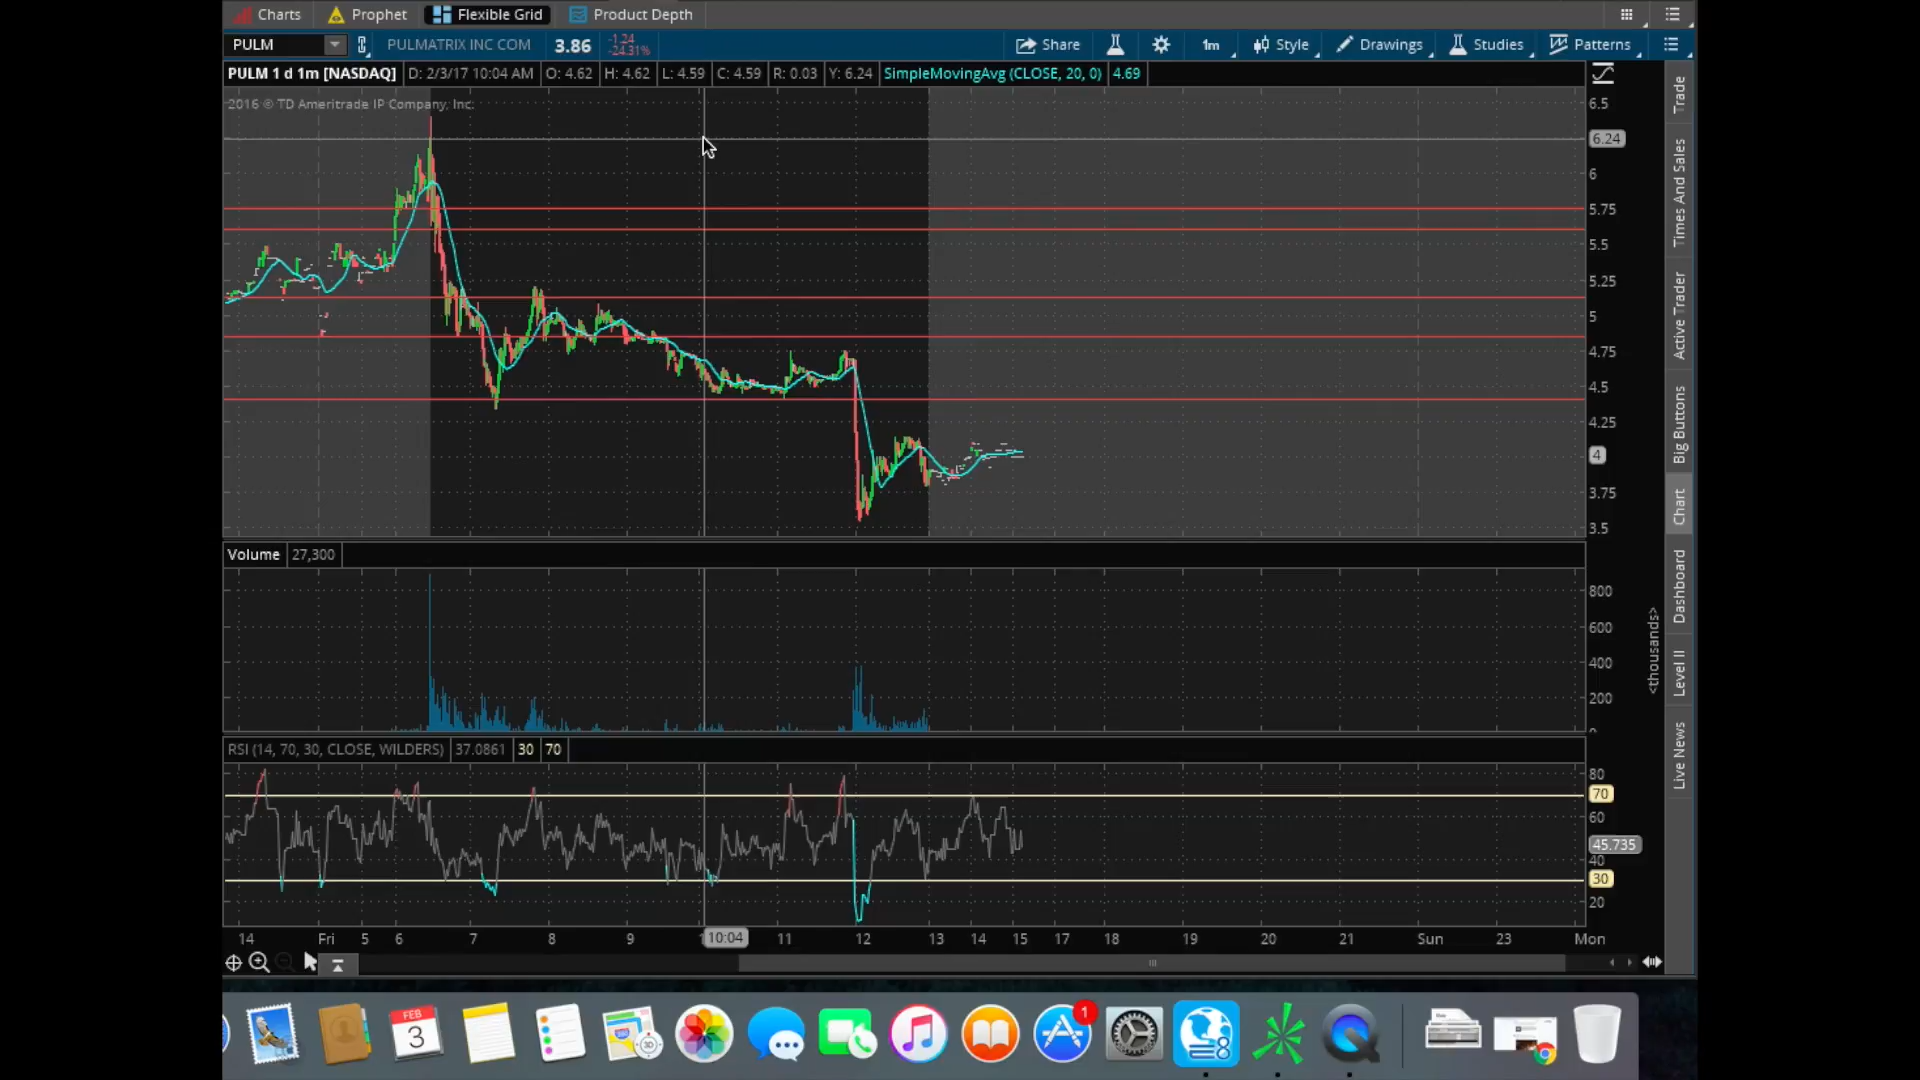 Charts Prophet Flexible Grid Product Depth
PULM PULMATRIX INC COM 3.86 -1.24 -24.31% Share 1m Style Drawings Studies Patterns
PULM 1 d 1m [NASDAQ] D: 2/3/17 10:04 AM O: 4.62 H: 4.62 L: 4.59 C: 4.59 R: 0.03 Y: 6.24 SimpleMovingAvg (CLOSE, 20, 0) 4.69
2016 © TD Ameritrade IP Company, Inc.
6.5
6.24
6
5.75
5.5
5.25
5
4.75
4.5
4.25
4
3.75
3.5
Volume 27,300
800
600
400
200
<thousands>
RSI (14, 70, 30, CLOSE, WILDERS) 37.0861 30 70
80
70
60
45.735
40
30
20
14 Fri 5 6 7 8 9 10:04 11 12 13 14 15 17 18 19 20 21 Sun 23 Mon
Trade
Times And Sales
Active Trader
Big Buttons
Chart
Dashboard
Level II
Live News
FEB
3
3D
1